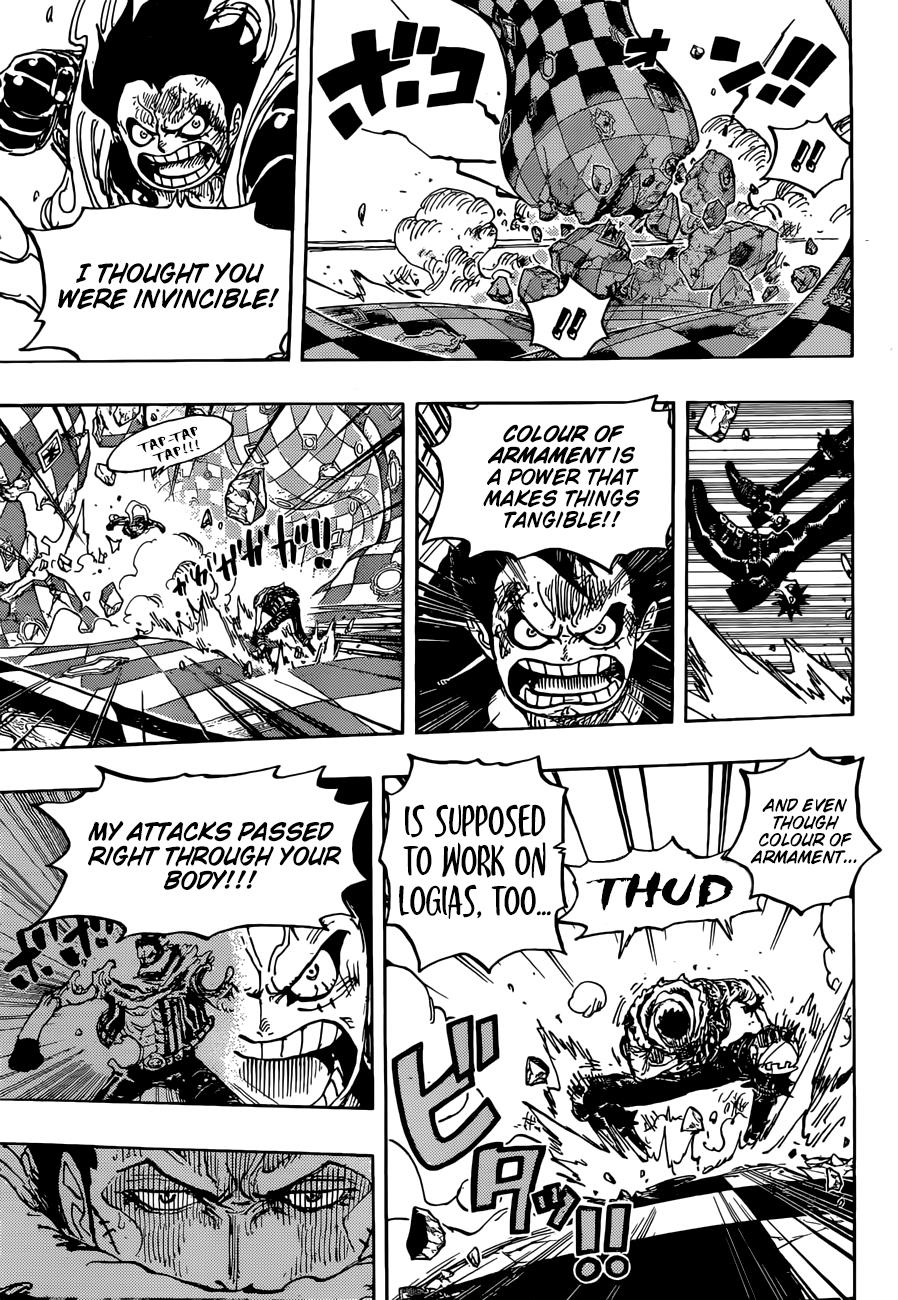 ボコ
オ
ン!!
!!
!!
I THOUGHT YOU
WERE INVINCIBLE!
COLOUR OF
ARMAMENT IS
A POWER THAT
MAKES THINGS
TANGIBLE!!
TAP-TAP
TAP!!!
AND EVEN
THOUGH
COLOUR OF
ARMAMENT...
IS SUPPOSED
TO WORK ON
LOGIAS, TOO...
THUD
ビタッ!!
MY ATTACKS PASSED
RIGHT THROUGH YOUR
BODY!!!